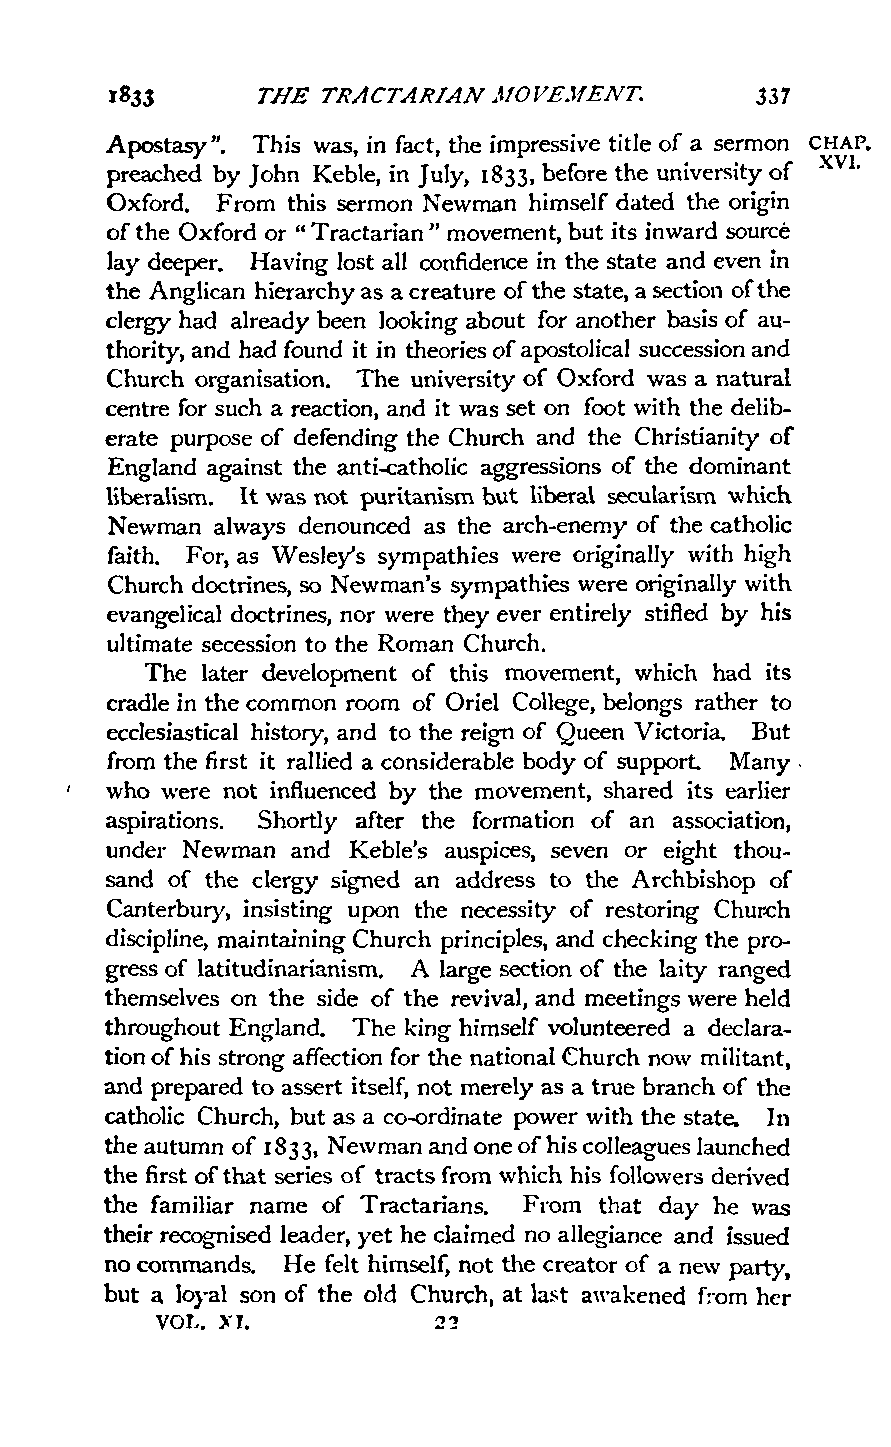 1833 THE TRACTARIAN MOVEMENT. 337
Apostasy". This was, in fact, the impressive title of a sermon CHAP.
preached by John Keble, in July, 1833, before the university of XVI.
Oxford. From this sermon Newman himself dated the origin
of the Oxford or "Tractarian" movement, but its inward source
lay deeper. Having lost all confidence in the state and even in
the Anglican hierarchy as a creature of the state, a section of the
clergy had already been looking about for another basis of au-
thority, and had found it in theories of apostolical succession and
Church organisation. The university of Oxford was a natural
centre for such a reaction, and it was set on foot with the delib-
erate purpose of defending the Church and the Christianity of
England against the anti-catholic aggressions of the dominant
liberalism. It was not puritanism but liberal secularism which
Newman always denounced as the arch-enemy of the catholic
faith. For, as Wesley's sympathies were originally with high
Church doctrines, so Newman's sympathies were originally with
evangelical doctrines, nor were they ever entirely stifled by his
ultimate secession to the Roman Church.
The later development of this movement, which had its
cradle in the common room of Oriel College, belongs rather to
ecclesiastical history, and to the reign of Queen Victoria. But
from the first it rallied a considerable body of support. Many
who were not influenced by the movement, shared its earlier
aspirations. Shortly after the formation of an association,
under Newman and Keble's auspices, seven or eight thou-
sand of the clergy signed an address to the Archbishop of
Canterbury, insisting upon the necessity of restoring Church
discipline, maintaining Church principles, and checking the pro-
gress of latitudinarianism. A large section of the laity ranged
themselves on the side of the revival, and meetings were held
throughout England. The king himself volunteered a declara-
tion of his strong affection for the national Church now militant,
and prepared to assert itself, not merely as a true branch of the
catholic Church, but as a co-ordinate power with the state. In
the autumn of 1833, Newman and one of his colleagues launched
the first of that series of tracts from which his followers derived
the familiar name of Tractarians. From that day he was
their recognised leader, yet he claimed no allegiance and issued
no commands. He felt himself, not the creator of a new party,
but a loyal son of the old Church, at last awakened from her
VOL. XI. 22